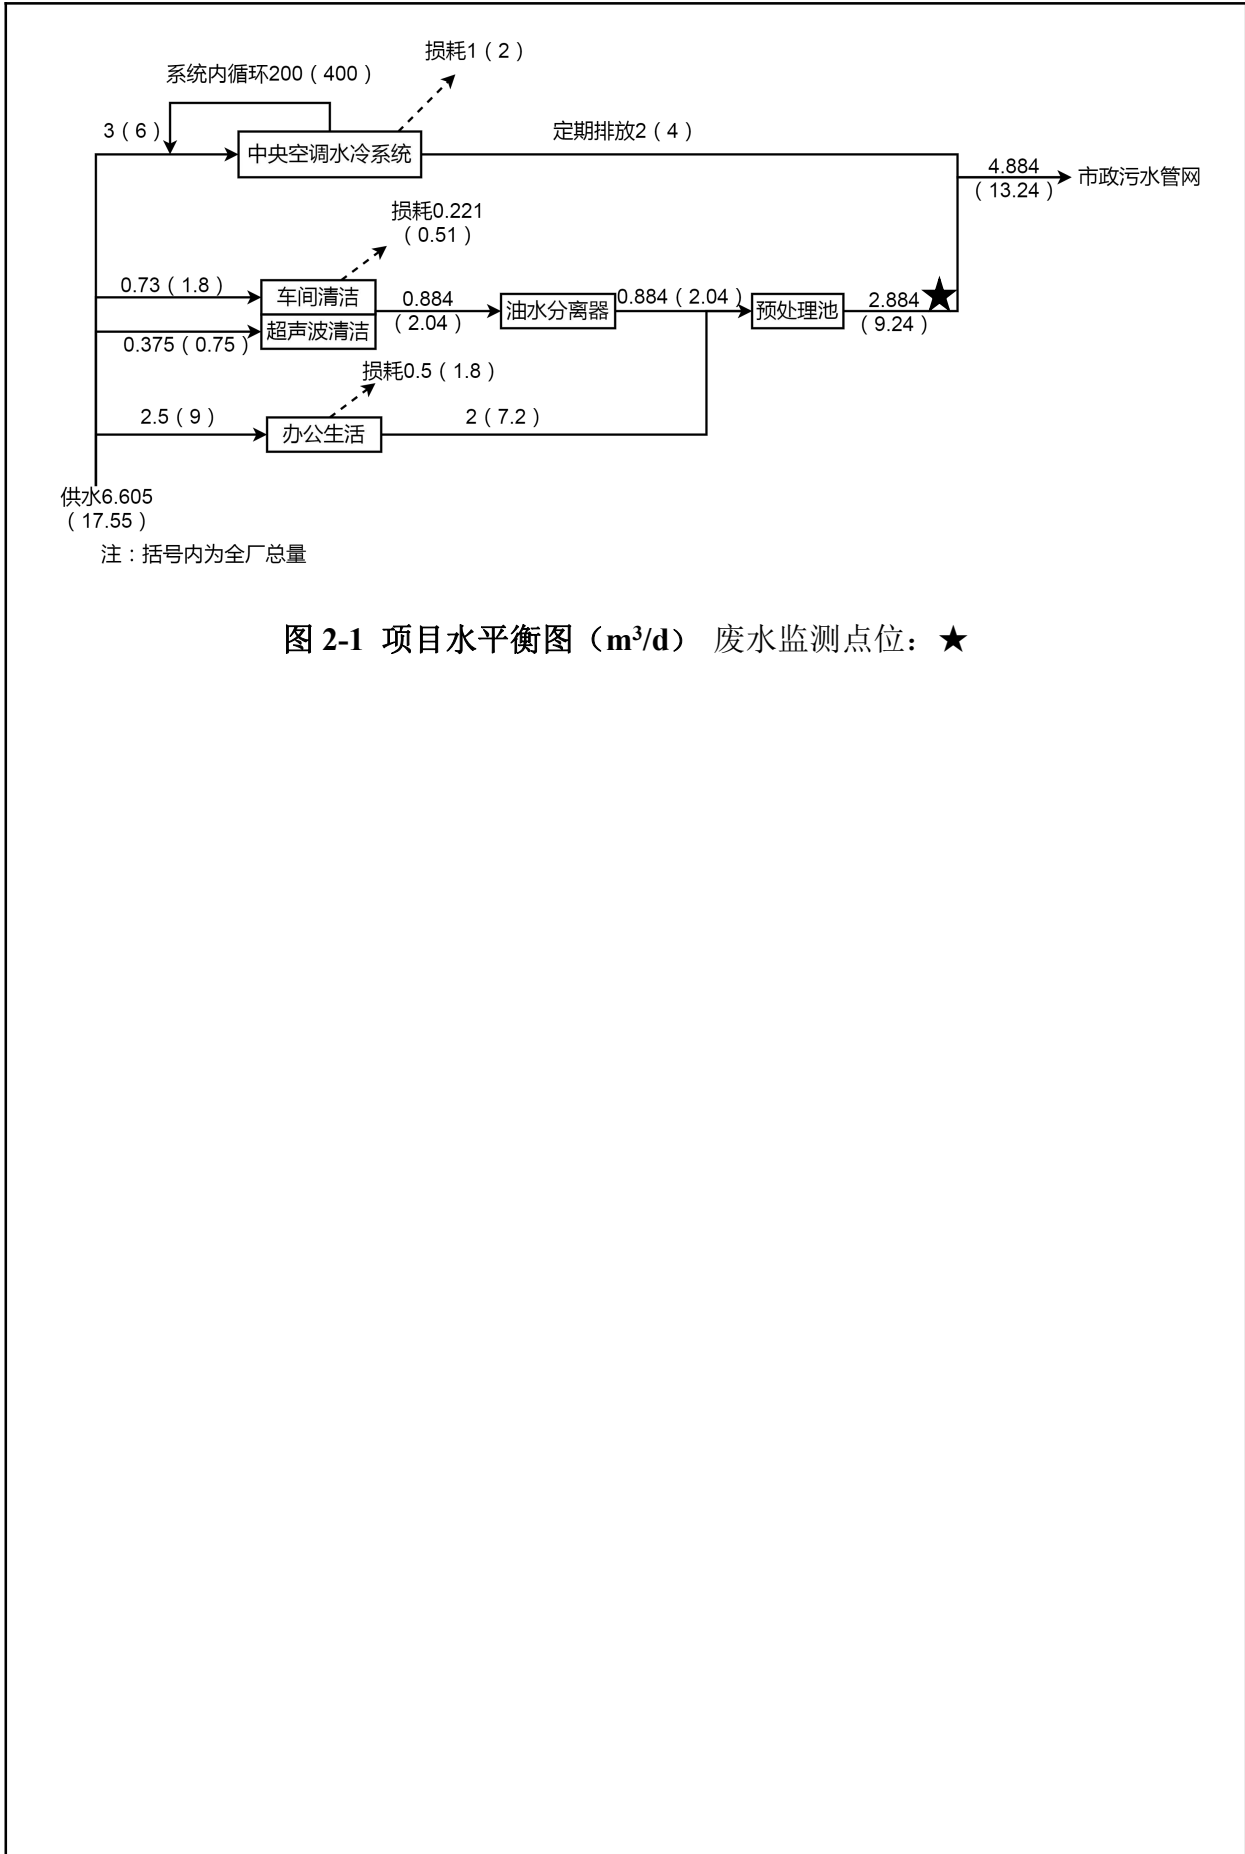 损耗1（2）
系统内循环200（400）
3（6）
中央空调水冷系统
定期排放2（4）
4.884
（13.24）
市政污水管网
损耗0.221
（0.51）
0.73（1.8）
车间清洁
超声波清洁
0.375（0.75）
0.884
（2.04）
油水分离器
0.884（2.04）
预处理池
2.884
（9.24）
★
损耗0.5（1.8）
2.5（9）
办公生活
2（7.2）
供水6.605
（17.55）
注：括号内为全厂总量
图 2-1 项目水平衡图（m³/d） 废水监测点位：★